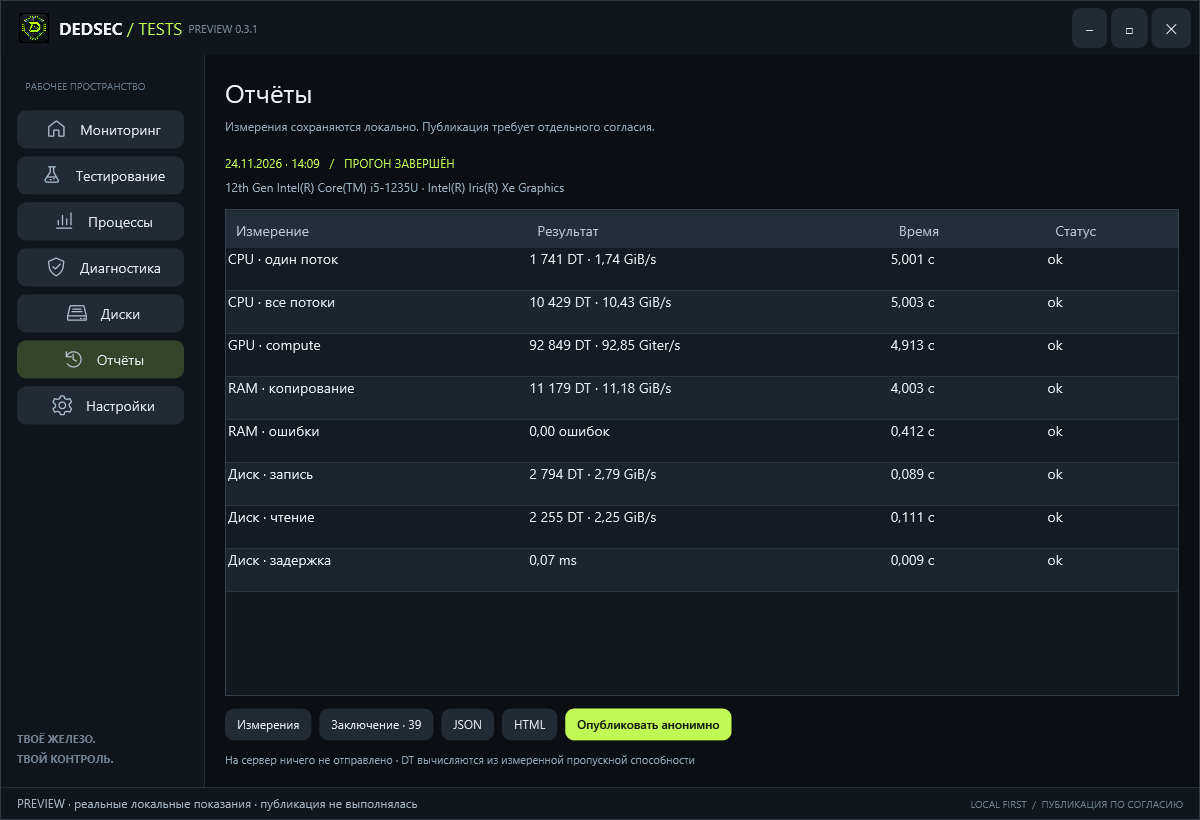 DEDSEC / TESTS PREVIEW 0.3.1
РАБОЧЕЕ ПРОСТРАНСТВО
Мониторинг
Тестирование
Процессы
Диагностика
Диски
Отчёты
Настройки
ТВОЁ ЖЕЛЕЗО.
ТВОЙ КОНТРОЛЬ.
Отчёты
Измерения сохраняются локально. Публикация требует отдельного согласия.
24.11.2026 · 14:09 / ПРОГОН ЗАВЕРШЁН
12th Gen Intel(R) Core(TM) i5-1235U · Intel(R) Iris(R) Xe Graphics
Измерение Результат Время Статус
CPU · один поток 1 741 DT · 1,74 GiB/s 5,001 с ok
CPU · все потоки 10 429 DT · 10,43 GiB/s 5,003 с ok
GPU · compute 92 849 DT · 92,85 Giter/s 4,913 с ok
RAM · копирование 11 179 DT · 11,18 GiB/s 4,003 с ok
RAM · ошибки 0,00 ошибок 0,412 с ok
Диск · запись 2 794 DT · 2,79 GiB/s 0,089 с ok
Диск · чтение 2 255 DT · 2,25 GiB/s 0,111 с ok
Диск · задержка 0,07 ms 0,009 с ok
Измерения Заключение · 39 JSON HTML Опубликовать анонимно
На сервер ничего не отправлено · DT вычисляются из измеренной пропускной способности
PREVIEW · реальные локальные показания · публикация не выполнялась
LOCAL FIRST / ПУБЛИКАЦИЯ ПО СОГЛАСИЮ